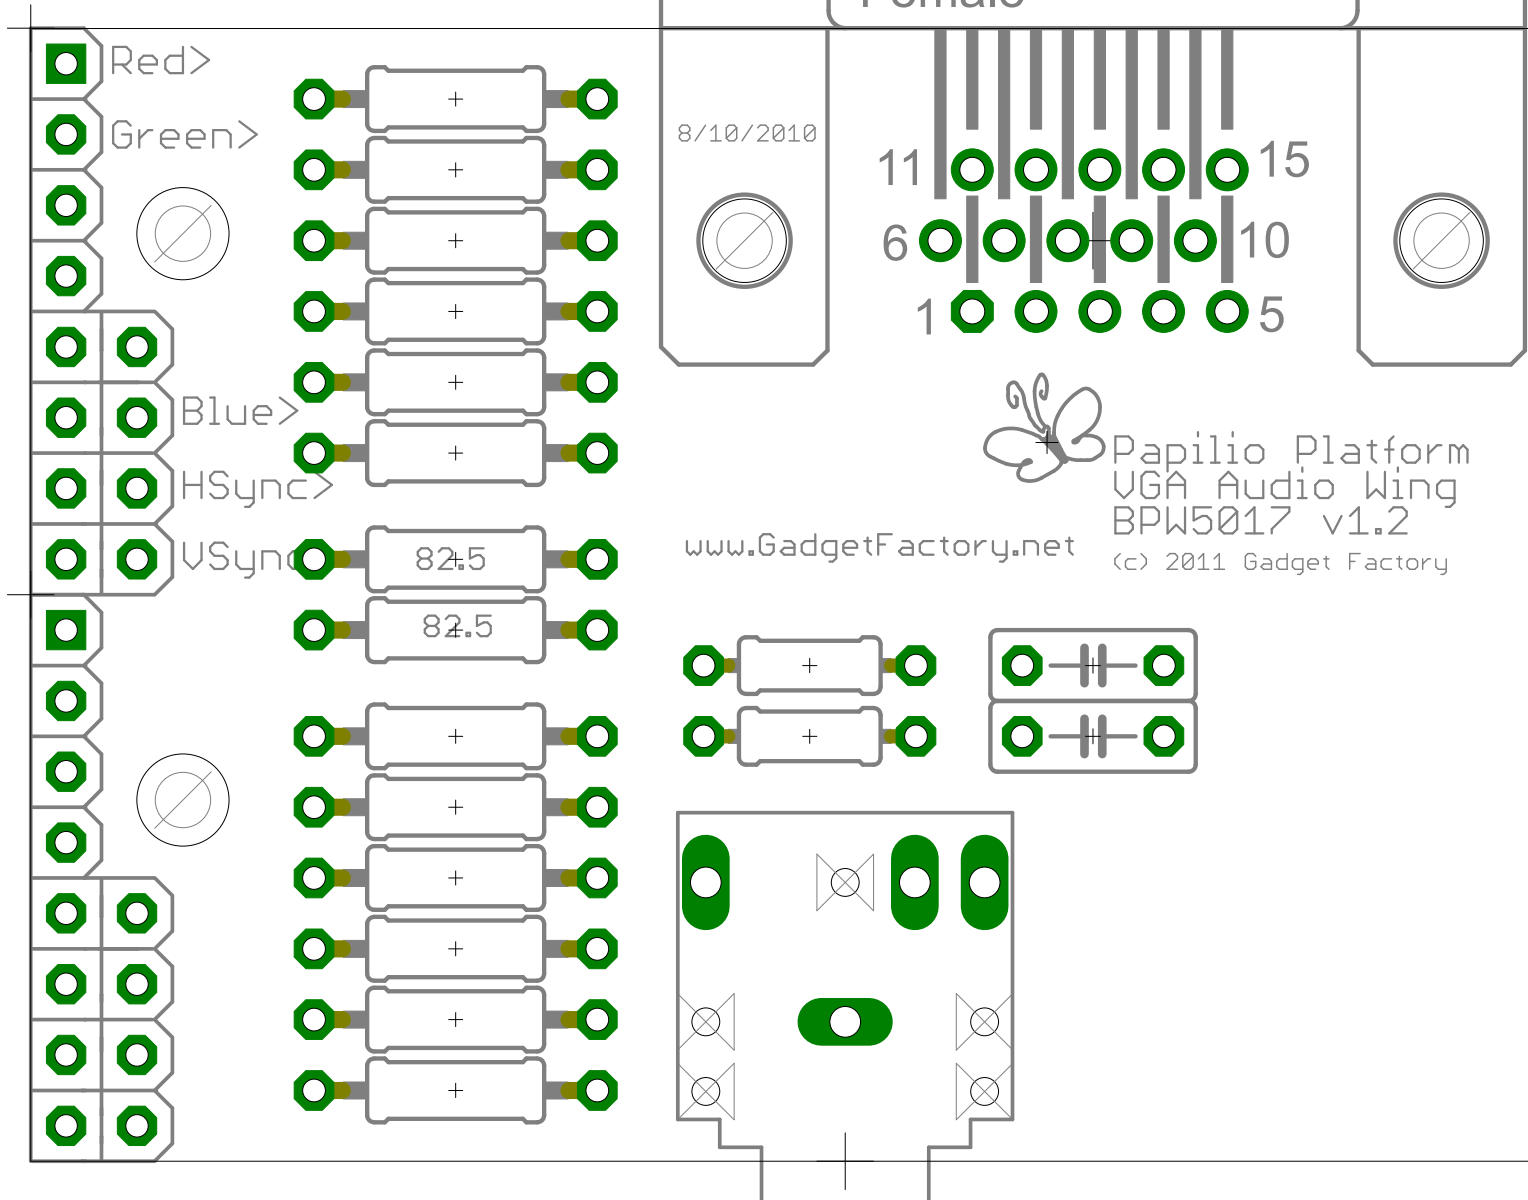 Female
Red>
Green>
8/10/2010
11
15
6
10
1
5
Blue>
HSync>
VSync
Papilio Platform
VGA Audio Wing
BPW5017 v1.2
(c) 2011 Gadget Factory
www.GadgetFactory.net
82.5
82.5